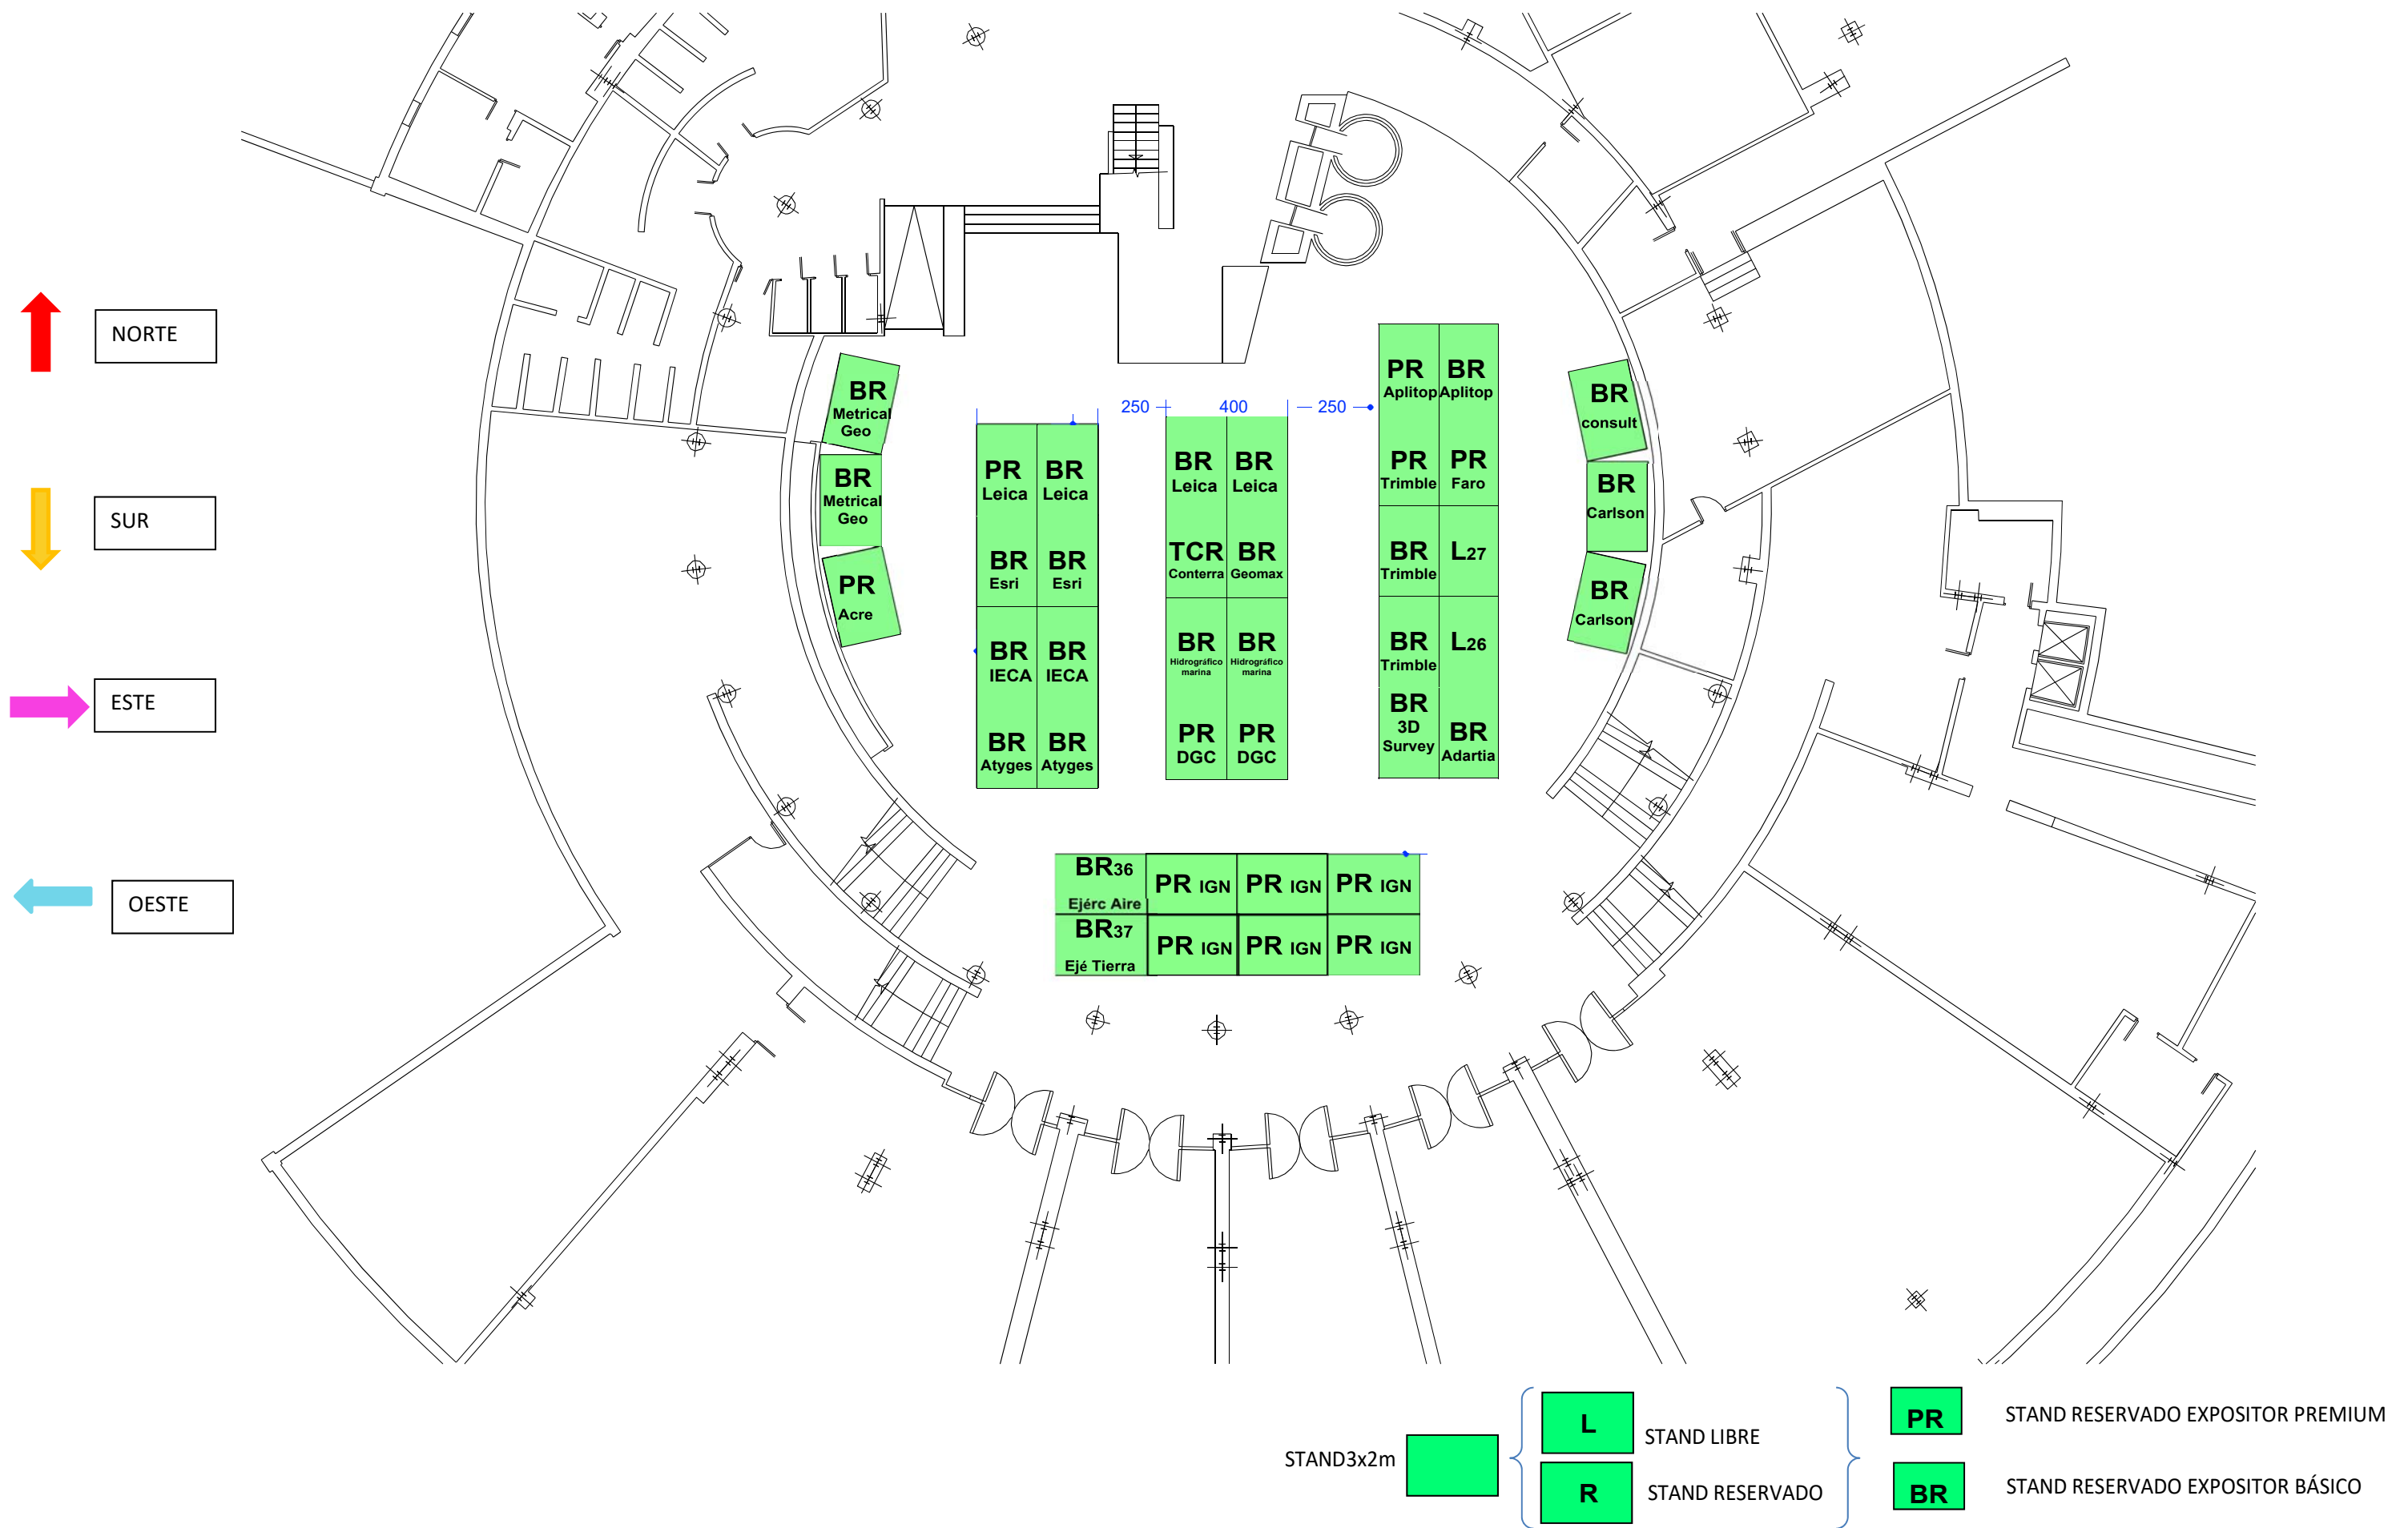 NORTE
SUR
ESTE
OESTE
BR
Metrical
Geo
BR
Metrical
Geo
PR
Acre
PR
Leica
BR
Leica
BR
Esri
BR
Esri
BR
IECA
BR
IECA
BR
Atyges
BR
Atyges
250
400
250
BR
Leica
BR
Leica
TCR
Conterra
BR
Geomax
BR
Hidrográfico
marina
BR
Hidrográfico
marina
PR
DGC
PR
DGC
PR
Aplitop
BR
Aplitop
PR
Trimble
PR
Faro
BR
Trimble
L27
BR
Trimble
L26
BR
3D
Survey
BR
Adartia
BR
consult
BR
Carlson
BR
Carlson
BR36
Ejérc Aire
PR IGN
PR IGN
PR IGN
BR37
Ejé Tierra
PR IGN
PR IGN
PR IGN
STAND3x2m
L
STAND LIBRE
R
STAND RESERVADO
PR
STAND RESERVADO EXPOSITOR PREMIUM
BR
STAND RESERVADO EXPOSITOR BÁSICO